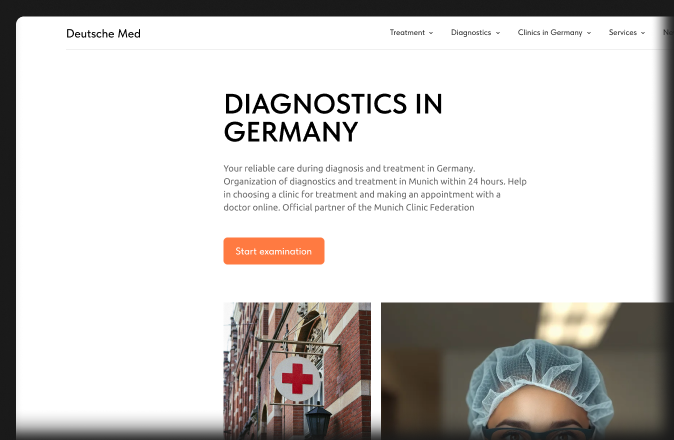 Deutsche Med
Treatment Diagnostics Clinics in Germany Services
DIAGNOSTICS IN
GERMANY
Your reliable care during diagnosis and treatment in Germany.
Organization of diagnostics and treatment in Munich within 24 hours. Help
in choosing a clinic for treatment and making an appointment with a
doctor online. Official partner of the Munich Clinic Federation
Start examination